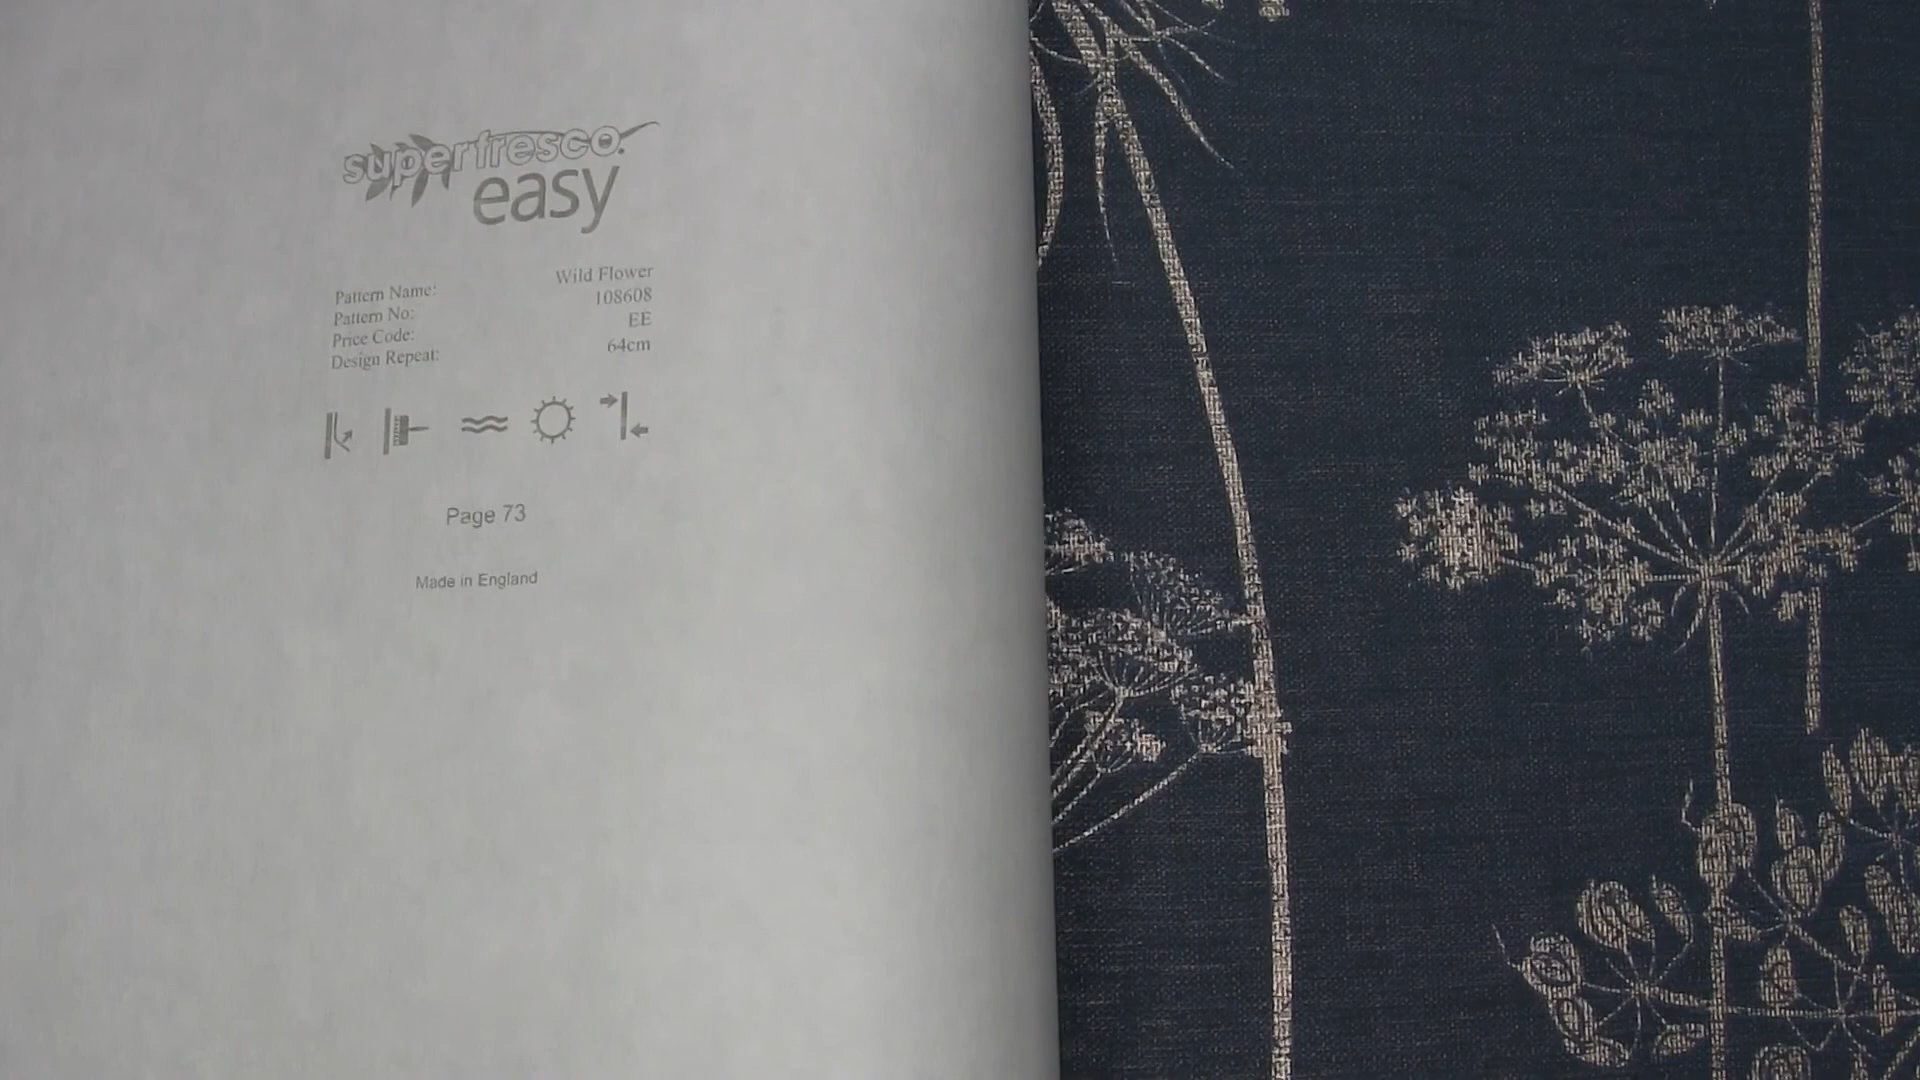 superfresco.
easy
Pattern Name: Wild Flower
Pattern No: 108608
Price Code: EE
Design Repeat: 64cm
Page 73
Made in England